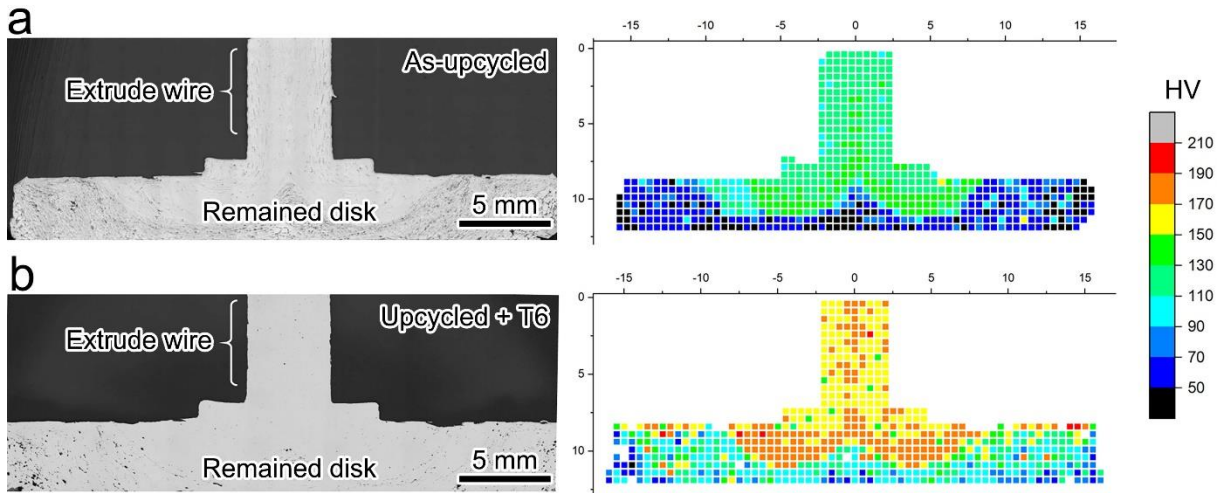 a
Extrude wire
As-upcycled
Remained disk
5 mm
-15 -10 -5 0 5 10 15
0
5
10
b
Extrude wire
Upcycled + T6
Remained disk
5 mm
-15 -10 -5 0 5 10 15
0
5
10
HV
210
190
170
150
130
110
90
70
50